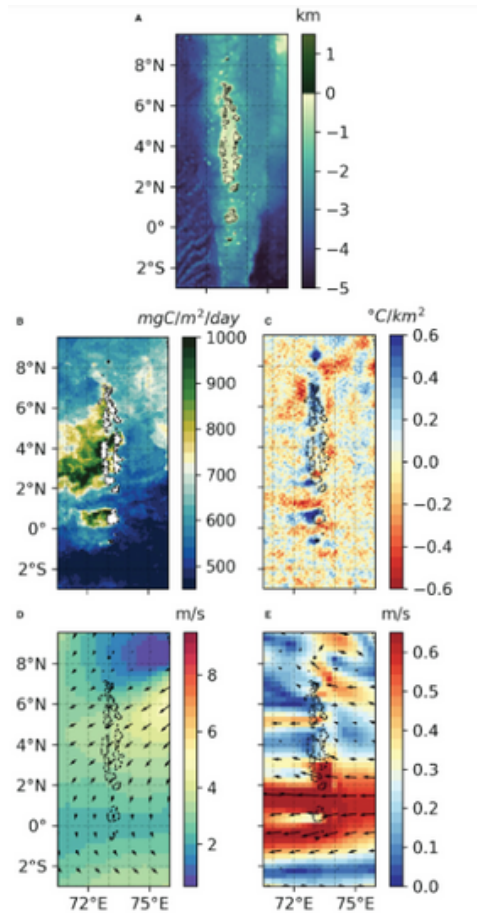 A
km
8°N
6°N
4°N
2°N
0°
2°S
1
0
−1
−2
−3
−4
−5
B
mgC/m²/day
8°N
6°N
4°N
2°N
0°
2°S
1000
900
800
700
600
500
C
°C/km²
0.6
0.4
0.2
0.0
−0.2
−0.4
−0.6
D
m/s
8°N
6°N
4°N
2°N
0°
2°S
72°E
75°E
8
6
4
2
E
m/s
72°E
75°E
0.6
0.5
0.4
0.3
0.2
0.1
0.0